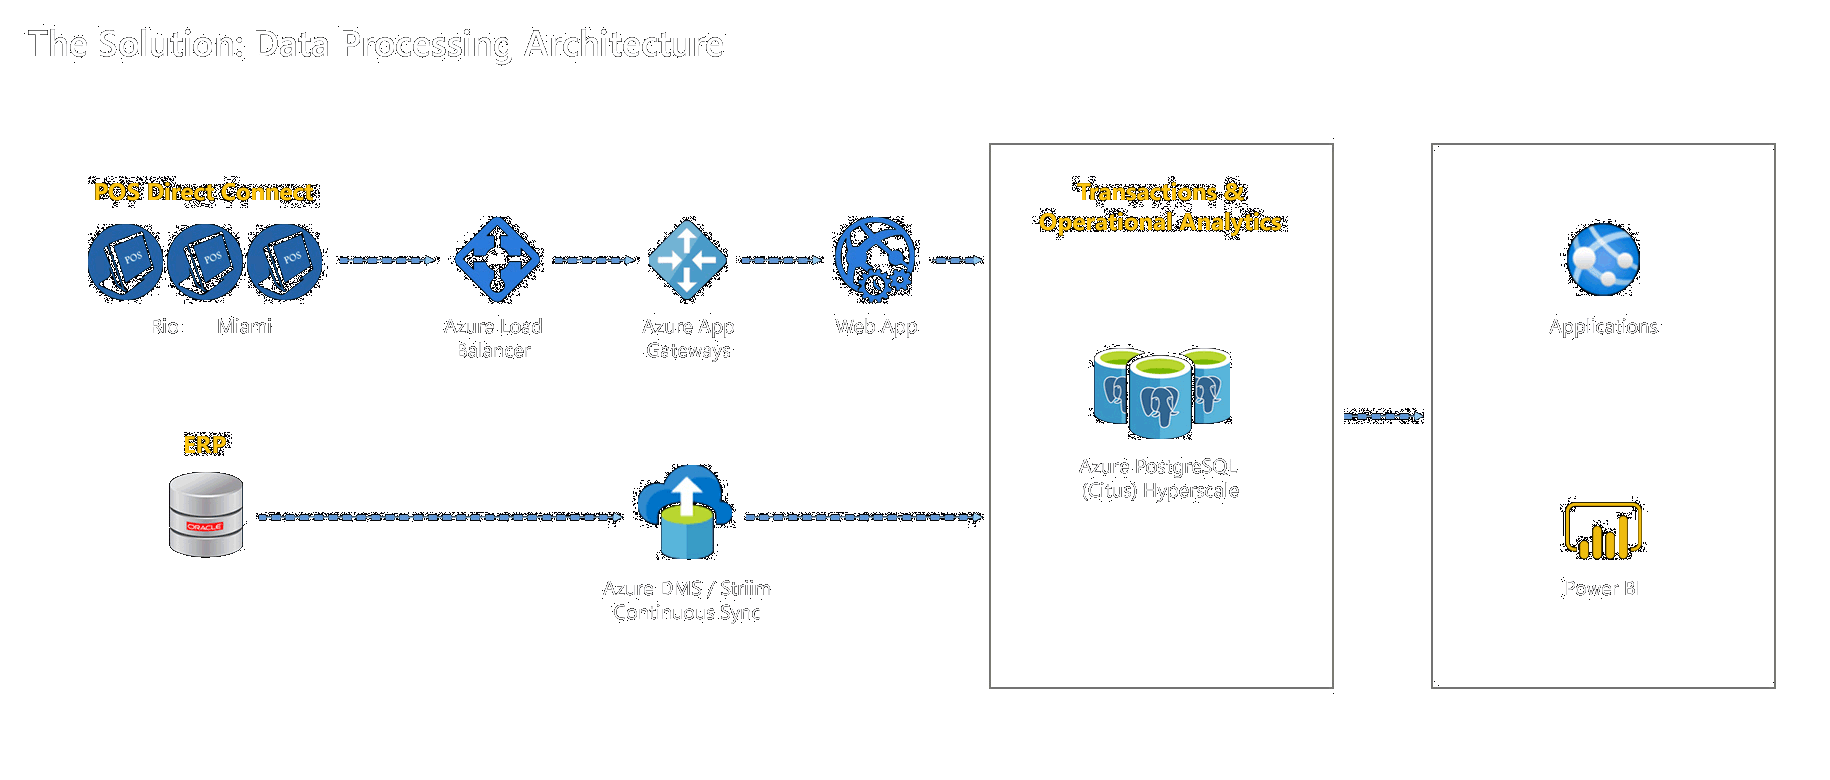 The Solution: Data Processing Architecture
POS Direct Connect
POS POS POS
Rio Miami
Azure Load
Balancer
Azure App
Gateways
Web App
Transactions &
Operational Analytics
Azure PostgreSQL
(Citus) Hyperscale
Applications
ERP
ORACLE
Azure DMS / Striim
Continuous Sync
Power BI